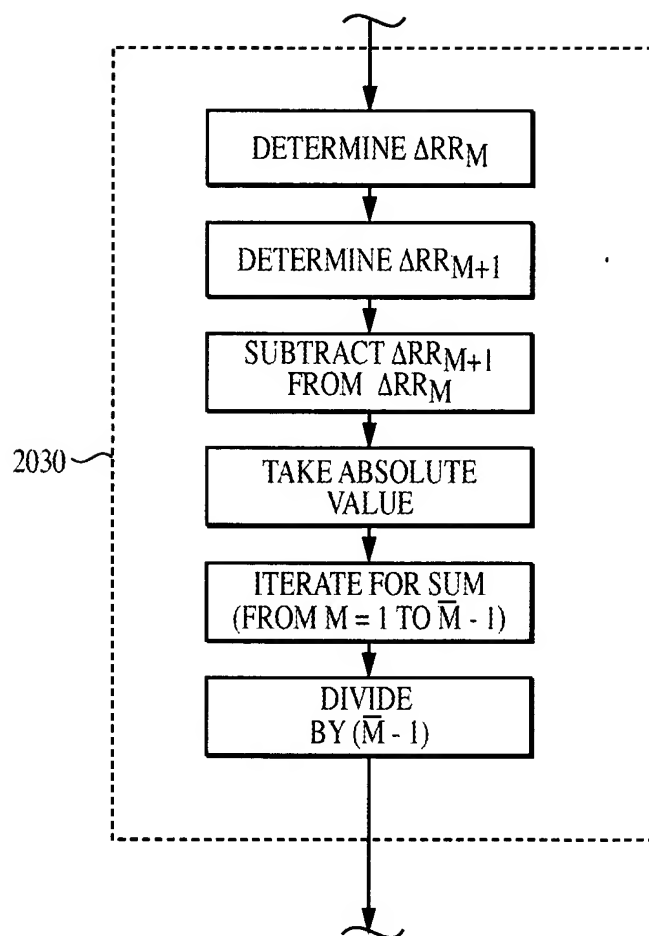 DETERMINE ΔRR_M
DETERMINE ΔRR_M+1
SUBTRACT ΔRR_M+1
FROM ΔRR_M
2030
TAKE ABSOLUTE
VALUE
ITERATE FOR SUM
(FROM M = 1 TO M̅ - 1)
DIVIDE
BY (M̅ - 1)